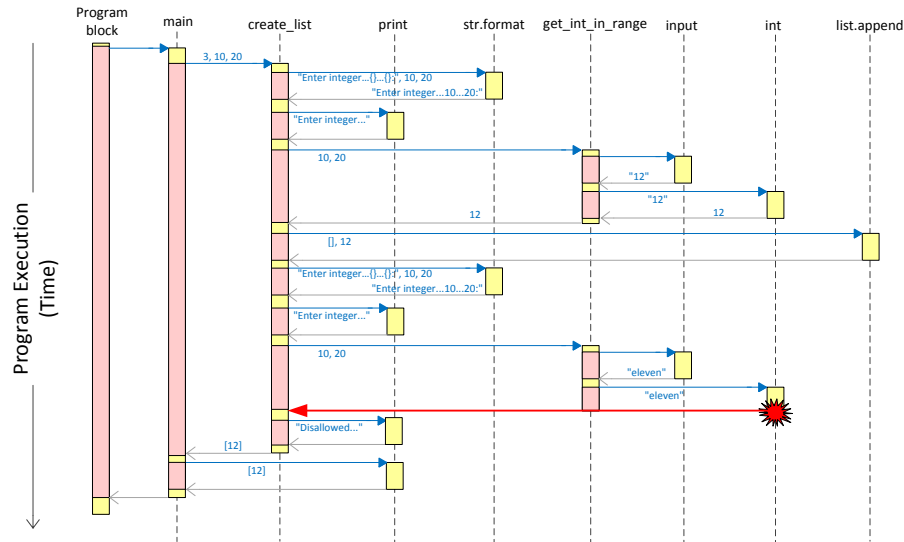 Program
block
main
create_list
print
str.format
get_int_in_range
input
int
list.append
3, 10, 20
"Enter integer...{}...{}:", 10, 20
"Enter integer...10...20:"
"Enter integer..."
10, 20
"12"
"12"
12
12
[], 12
"Enter integer...{}...{}:", 10, 20
"Enter integer...10...20:"
"Enter integer..."
10, 20
"eleven"
"eleven"
"Disallowed..."
[12]
[12]
Program Execution
(Time)